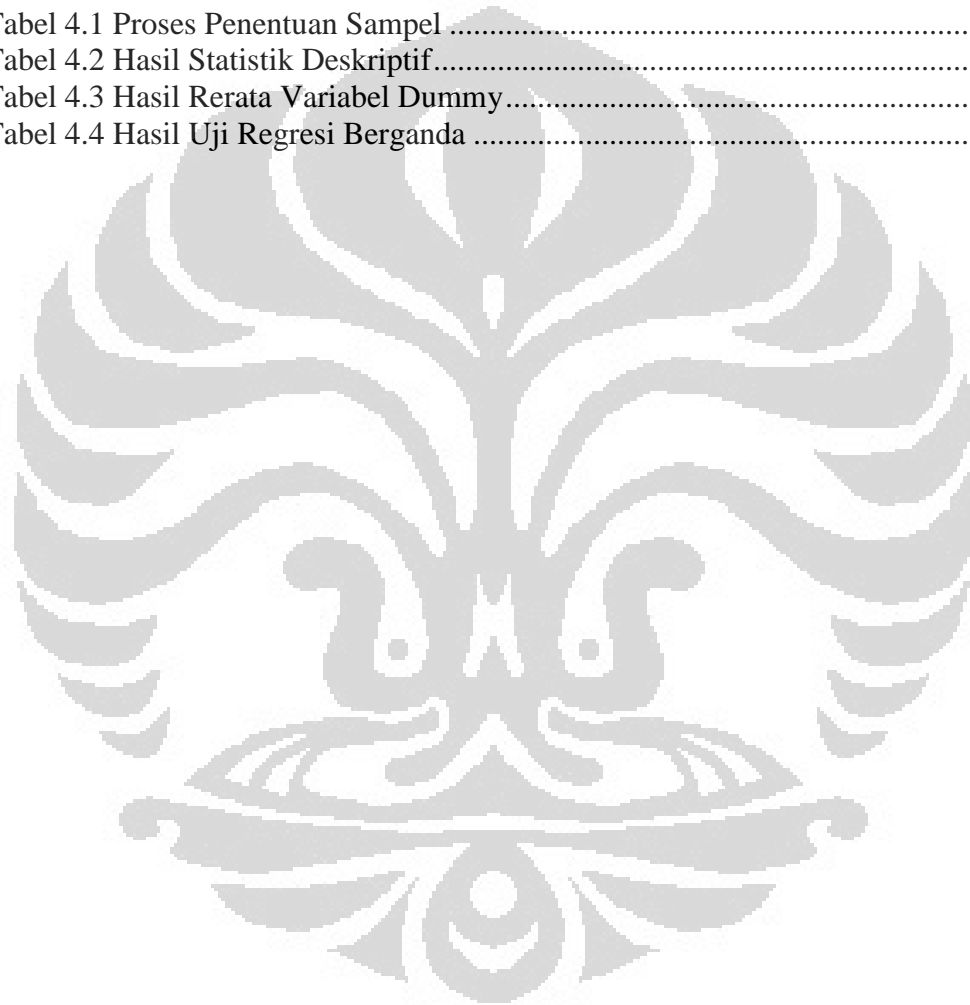 Tabel 4.1 Proses Penentuan Sampel ..........................................................................
Tabel 4.2 Hasil Statistik Deskriptif............................................................................
Tabel 4.3 Hasil Rerata Variabel Dummy...................................................................
Tabel 4.4 Hasil Uji Regresi Berganda .......................................................................